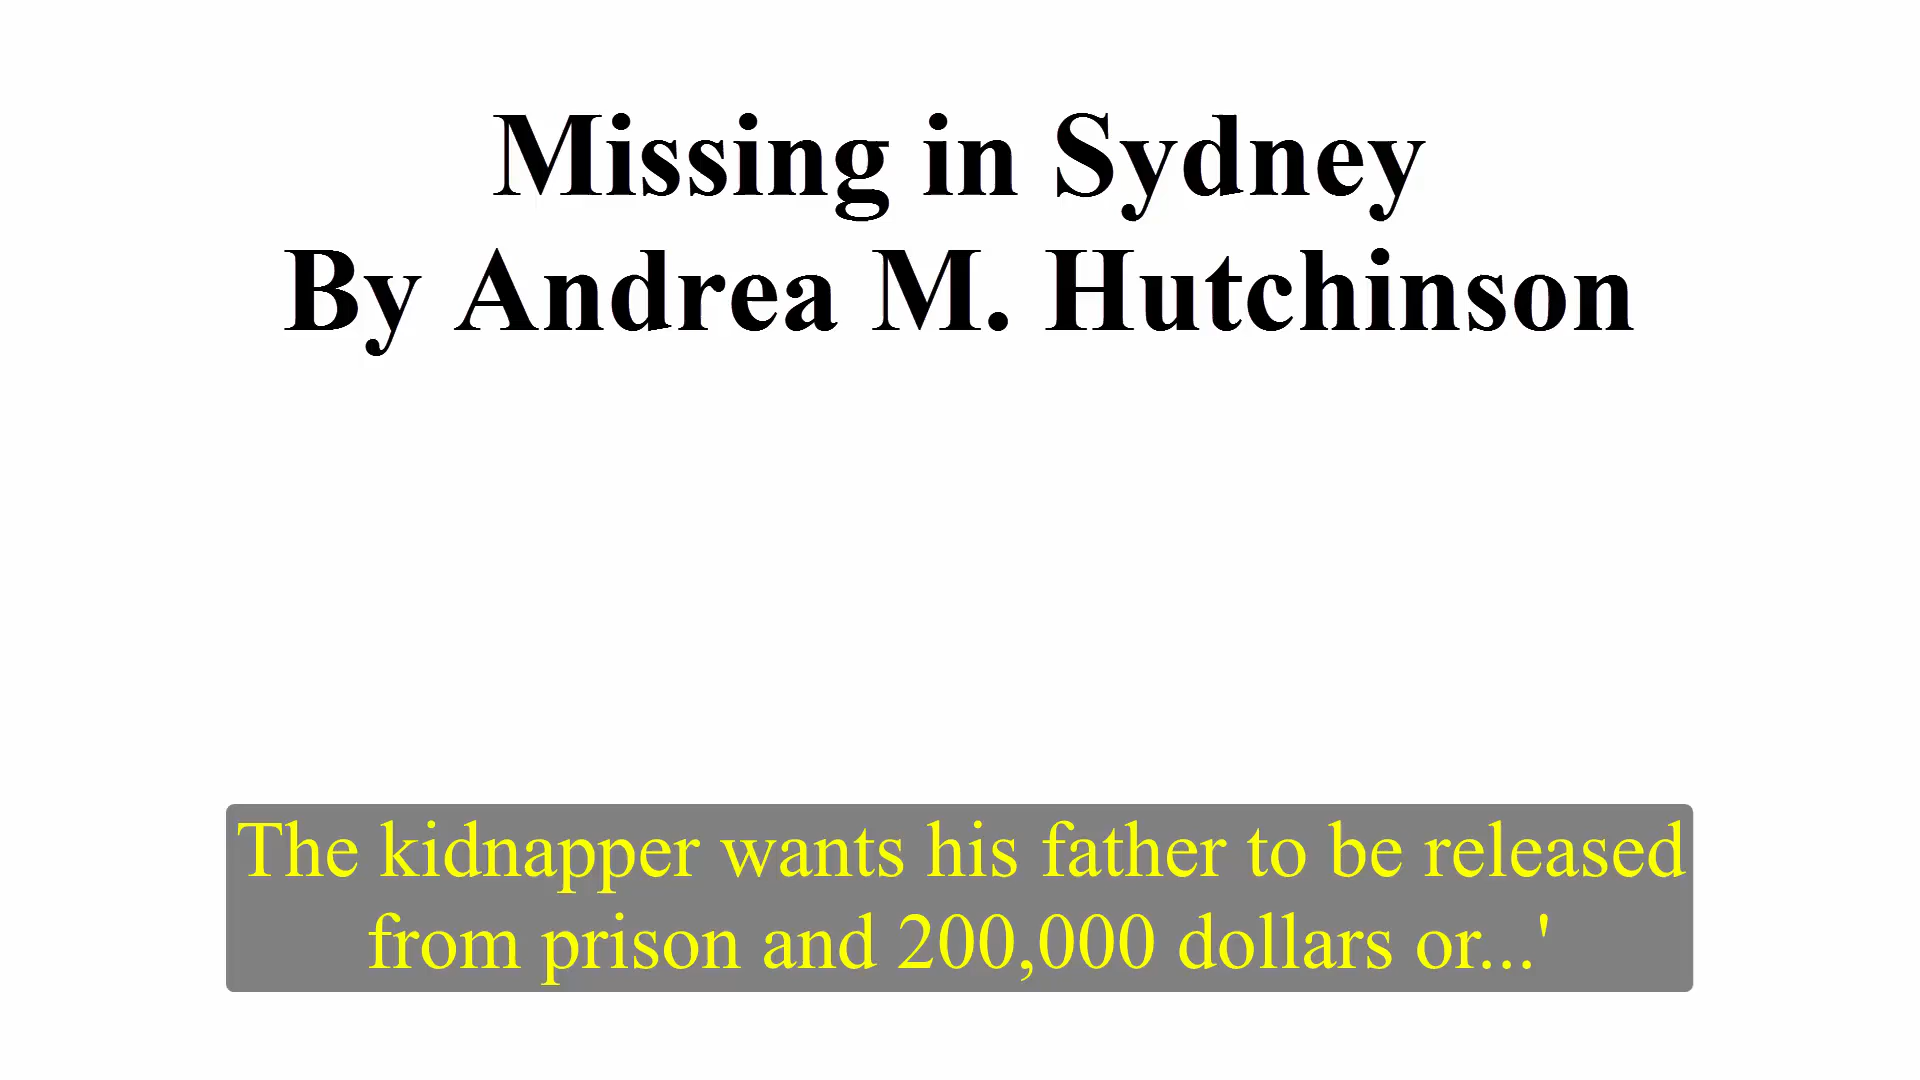 Missing in Sydney
By Andrea M. Hutchinson
The kidnapper wants his father to be released
from prison and 200,000 dollars or...'